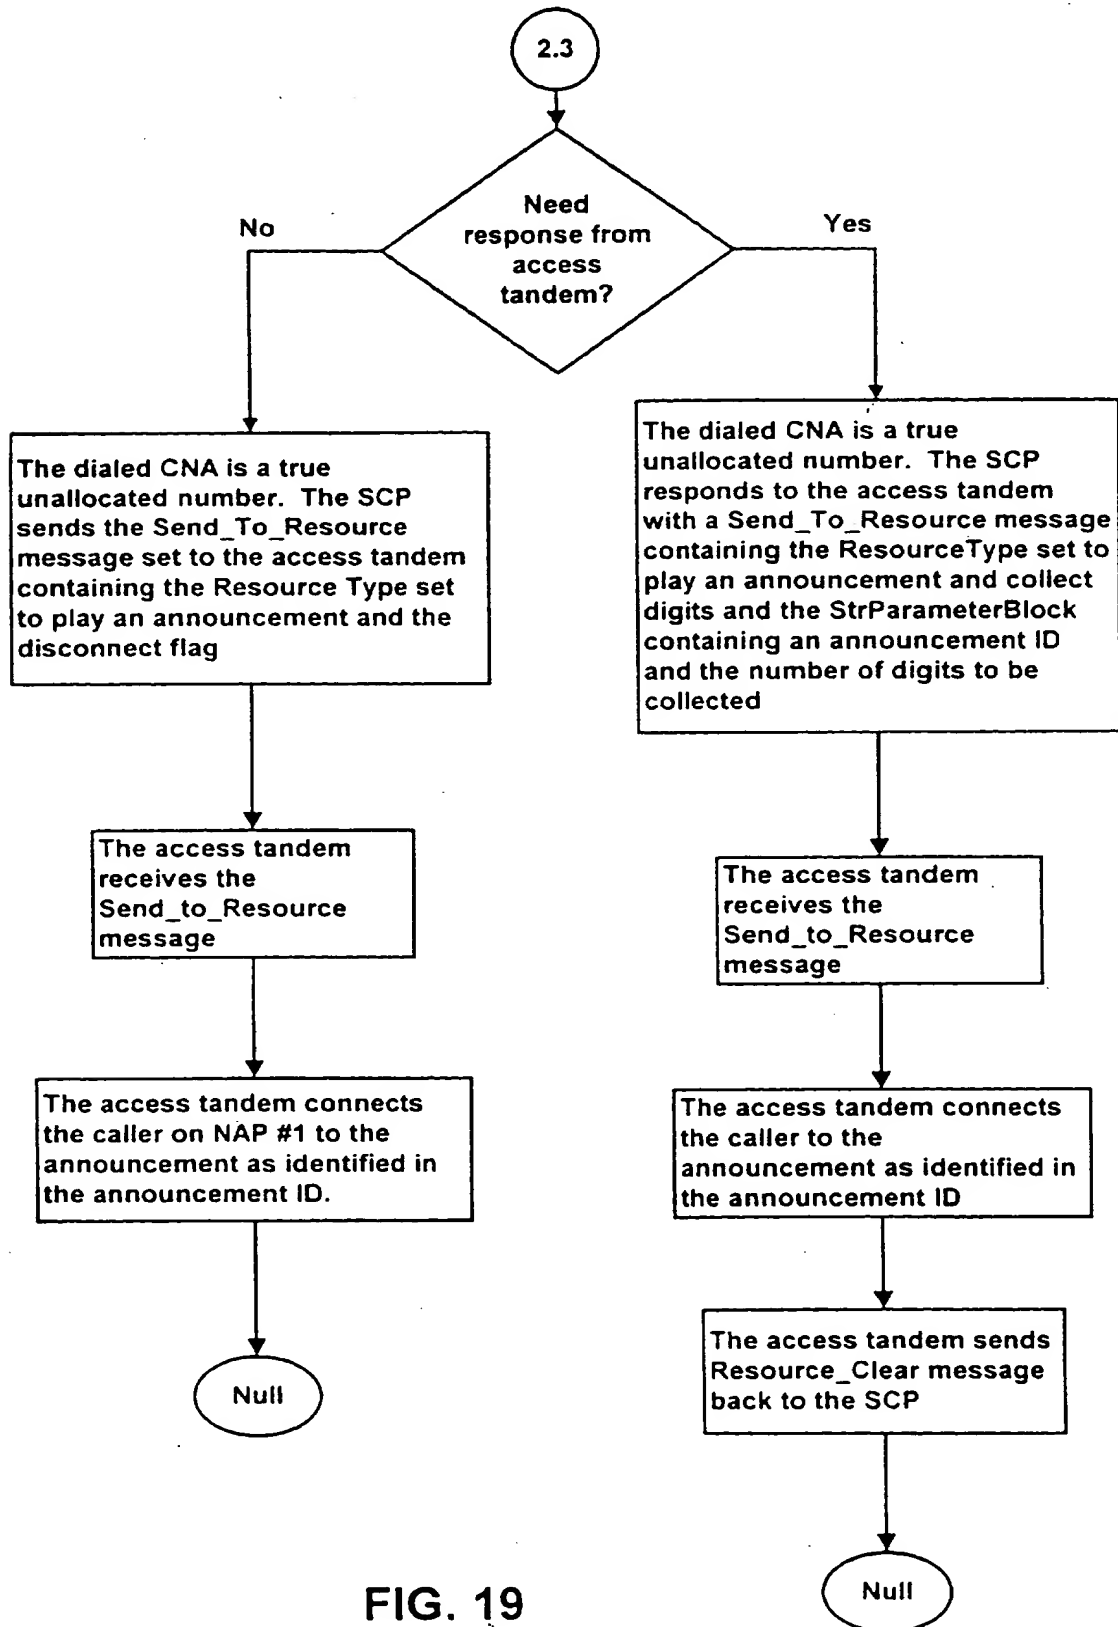 2.3
Need
response from
access
tandem?
No
Yes
The dialed CNA is a true
unallocated number. The SCP
sends the Send_To_Resource
message set to the access tandem
containing the Resource Type set
to play an announcement and the
disconnect flag
The access tandem
receives the
Send_to_Resource
message
The access tandem connects
the caller on NAP #1 to the
announcement as identified in
the announcement ID.
Null
The dialed CNA is a true
unallocated number. The SCP
responds to the access tandem
with a Send_To_Resource message
containing the ResourceType set to
play an announcement and collect
digits and the StrParameterBlock
containing an announcement ID
and the number of digits to be
collected
The access tandem
receives the
Send_to_Resource
message
The access tandem connects
the caller to the
announcement as identified in
the announcement ID
The access tandem sends
Resource_Clear message
back to the SCP
Null
FIG. 19